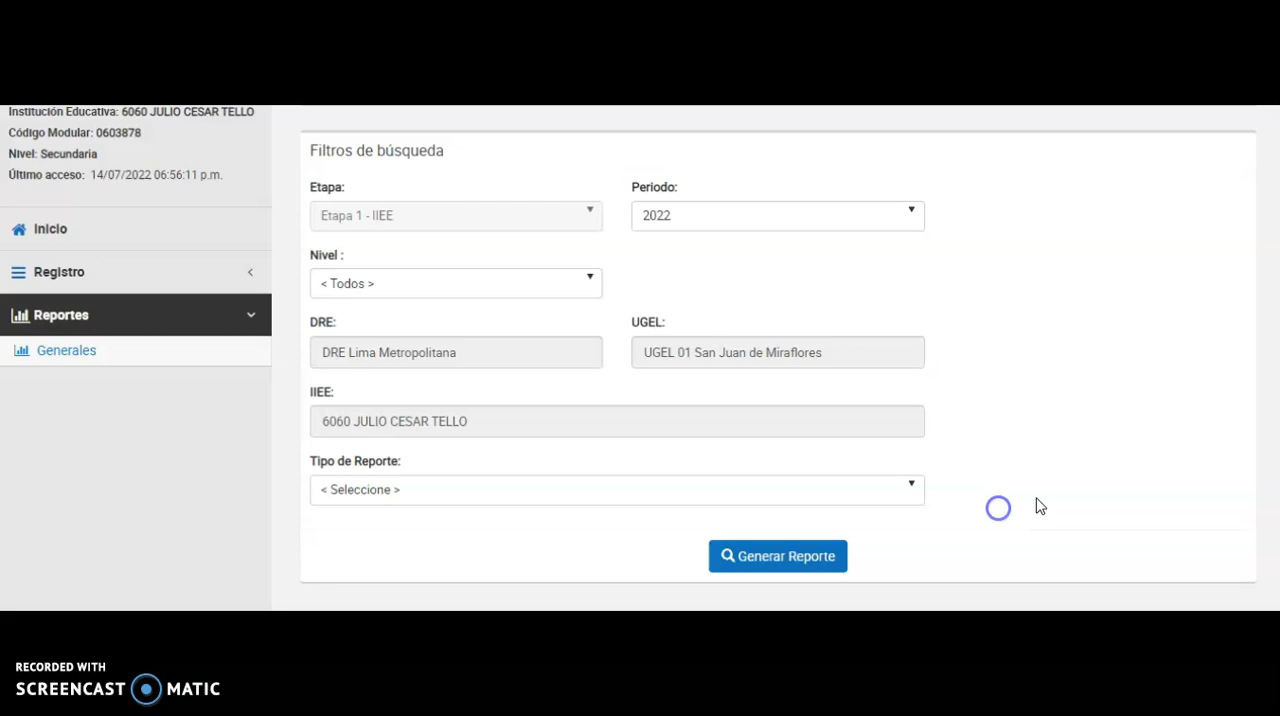 Institución Educativa: 6060 JULIO CESAR TELLO
Código Modular: 0603878
Nivel: Secundaria
Último acceso: 14/07/2022 06:56:11 p.m.
Inicio
Registro
Reportes
Generales
Filtros de búsqueda
Etapa:
Periodo:
Etapa 1 - IIEE
2022
Nivel :
< Todos >
DRE:
UGEL:
DRE Lima Metropolitana
UGEL 01 San Juan de Miraflores
IIEE:
6060 JULIO CESAR TELLO
Tipo de Reporte:
< Seleccione >
Generar Reporte
RECORDED WITH
SCREENCAST MATIC